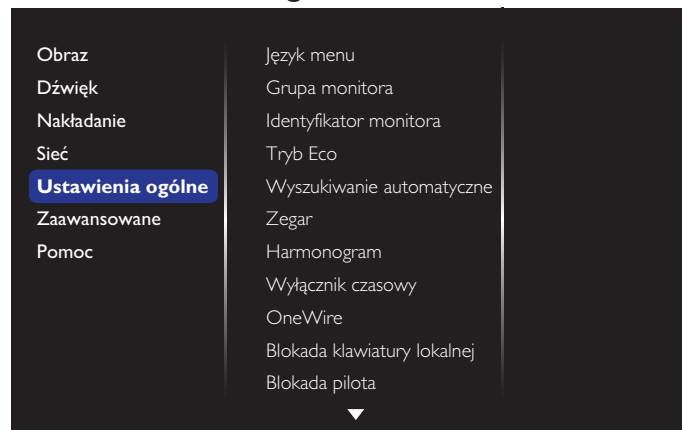 Obraz
Dźwięk
Nakładanie
Sieć
Ustawienia ogólne
Zaawansowane
Pomoc
Język menu
Grupa monitora
Identyfikator monitora
Tryb Eco
Wyszukiwanie automatyczne
Zegar
Harmonogram
Wyłącznik czasowy
OneWire
Blokada klawiatury lokalnej
Blokada pilota